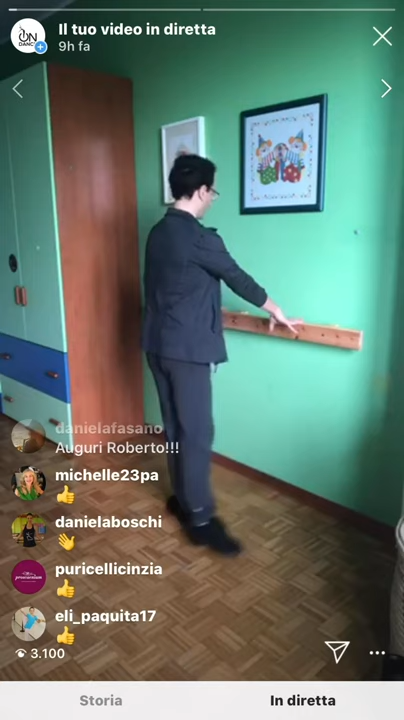 ON
DANCE
Il tuo video in diretta
9h fa
danielafasano
Auguri Roberto!!!
michelle23pa
👍
danielaboschi
👋
puricellicinzia
👍
eli_paquita17
👍
3.100
Storia
In diretta